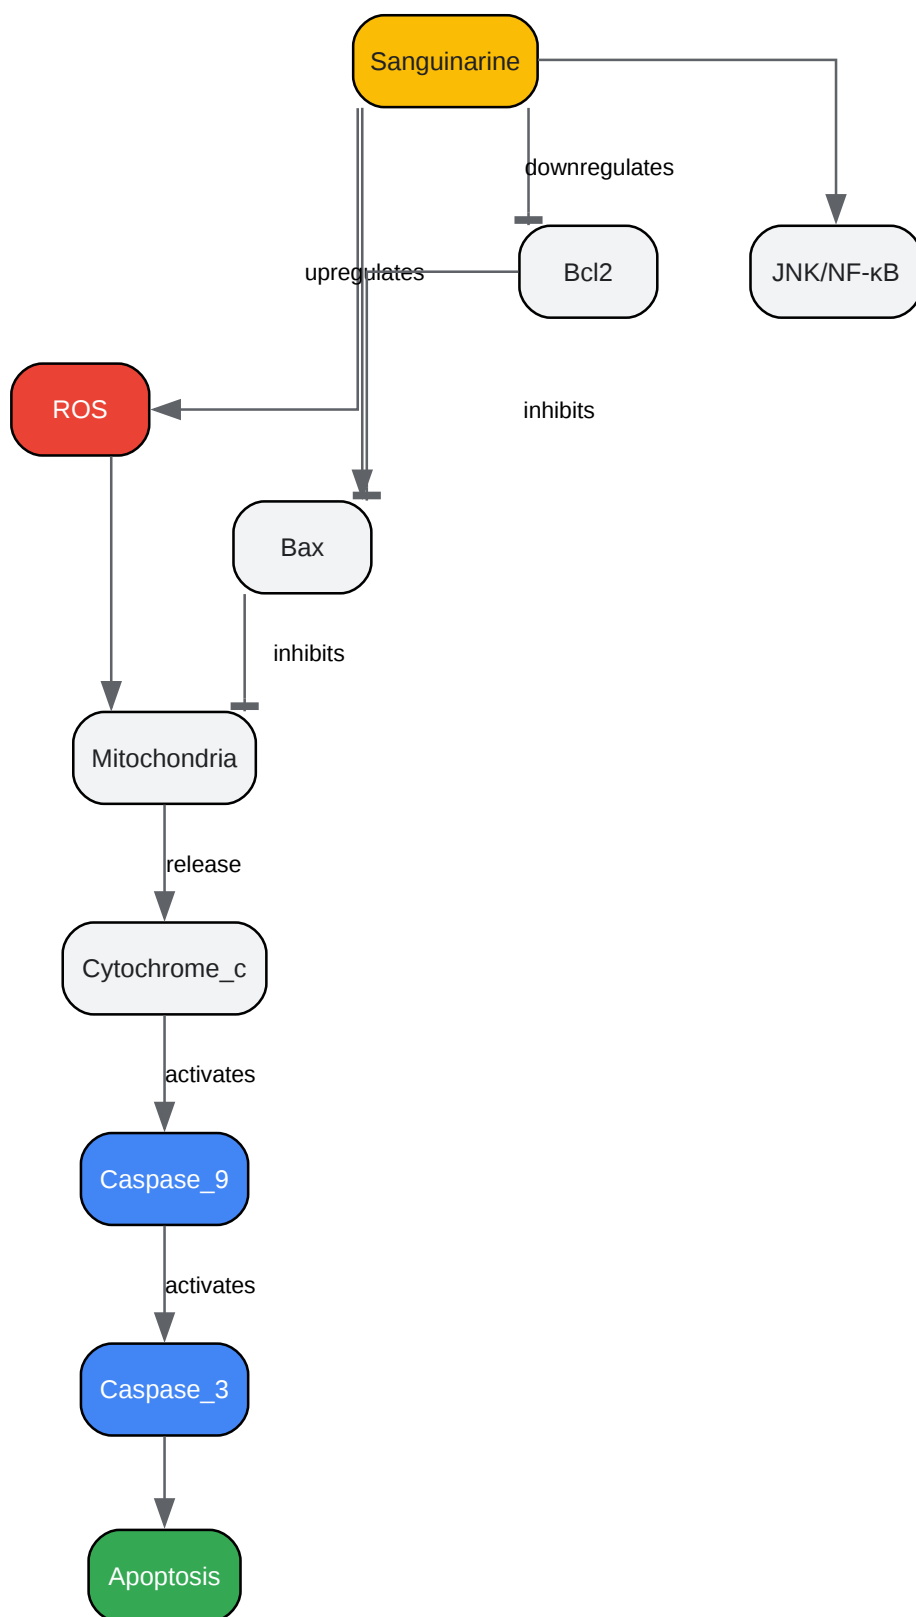 Sanguinarine
downregulates
upregulates
Bcl2
JNK/NF-κB
ROS
inhibits
Bax
inhibits
Mitochondria
release
Cytochrome_c
activates
Caspase_9
activates
Caspase_3
Apoptosis